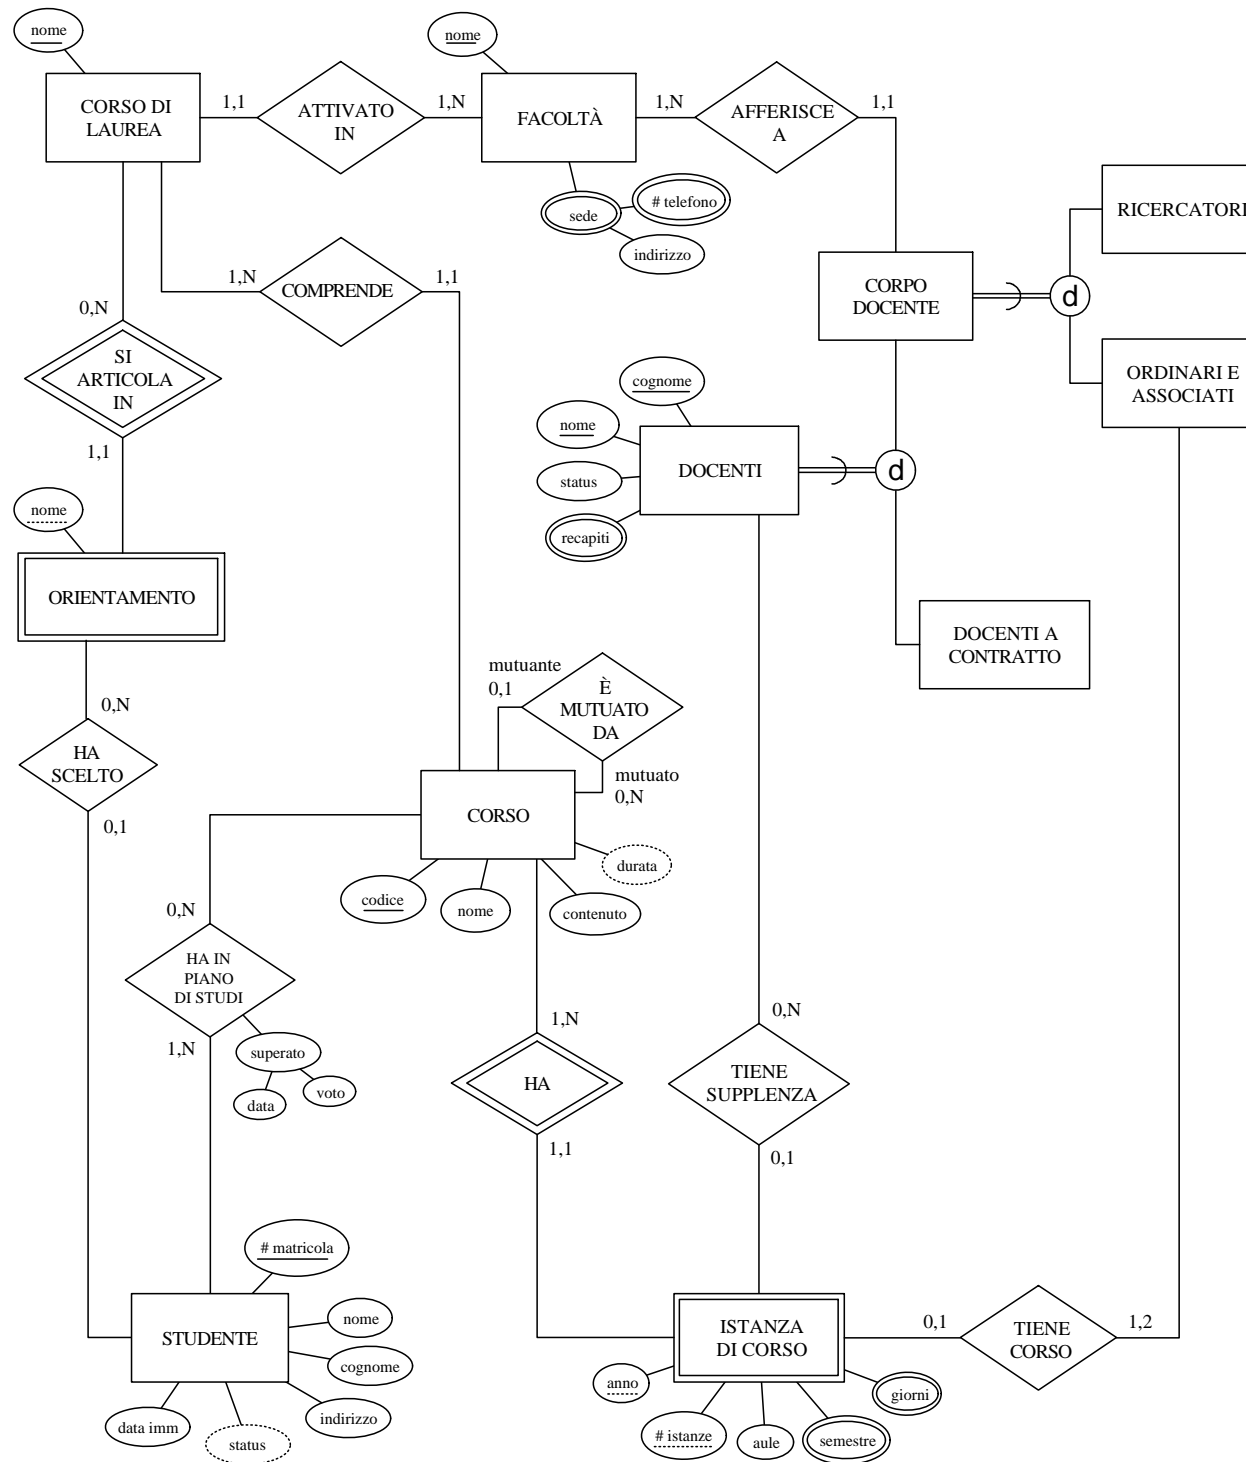 nome
nome
CORSO DI
LAUREA
1,1
ATTIVATO
IN
1,N
FACOLTÀ
1,N
AFFERISCE
A
1,1
sede
# telefono
indirizzo
RICERCATORI
1,N
COMPRENDE
1,1
CORPO
DOCENTE
d
0,N
SI
ARTICOLA
IN
1,1
ORDINARI E
ASSOCIATI
cognome
nome
status
recapiti
DOCENTI
d
nome
ORIENTAMENTO
DOCENTI A
CONTRATTO
mutuante
0,1
È
MUTUATO
DA
mutuato
0,N
0,N
HA
SCELTO
0,1
CORSO
durata
codice
nome
contenuto
0,N
HA IN
PIANO
DI STUDI
1,N
superato
data
voto
1,N
HA
1,1
0,N
TIENE
SUPPLENZA
0,1
# matricola
nome
STUDENTE
cognome
indirizzo
data imm
status
ISTANZA
DI CORSO
0,1
TIENE
CORSO
1,2
anno
# istanze
aule
semestre
giorni